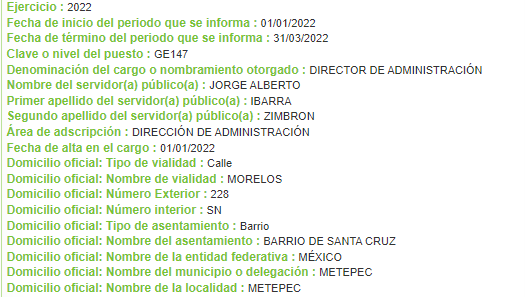 Ejercicio : 2022
Fecha de inicio del periodo que se informa : 01/01/2022
Fecha de término del periodo que se informa : 31/03/2022
Clave o nivel del puesto : GE147
Denominación del cargo o nombramiento otorgado : DIRECTOR DE ADMINISTRACIÓN
Nombre del servidor(a) público(a) : JORGE ALBERTO
Primer apellido del servidor(a) público(a) : IBARRA
Segundo apellido del servidor(a) público(a) : ZIMBRON
Área de adscripción : DIRECCIÓN DE ADMINISTRACIÓN
Fecha de alta en el cargo : 01/01/2022
Domicilio oficial: Tipo de vialidad : Calle
Domicilio oficial: Nombre de vialidad : MORELOS
Domicilio oficial: Número Exterior : 228
Domicilio oficial: Número interior : SN
Domicilio oficial: Tipo de asentamiento : Barrio
Domicilio oficial: Nombre del asentamiento : BARRIO DE SANTA CRUZ
Domicilio oficial: Nombre de la entidad federativa : MÉXICO
Domicilio oficial: Nombre del municipio o delegación : METEPEC
Domicilio oficial: Nombre de la localidad : METEPEC